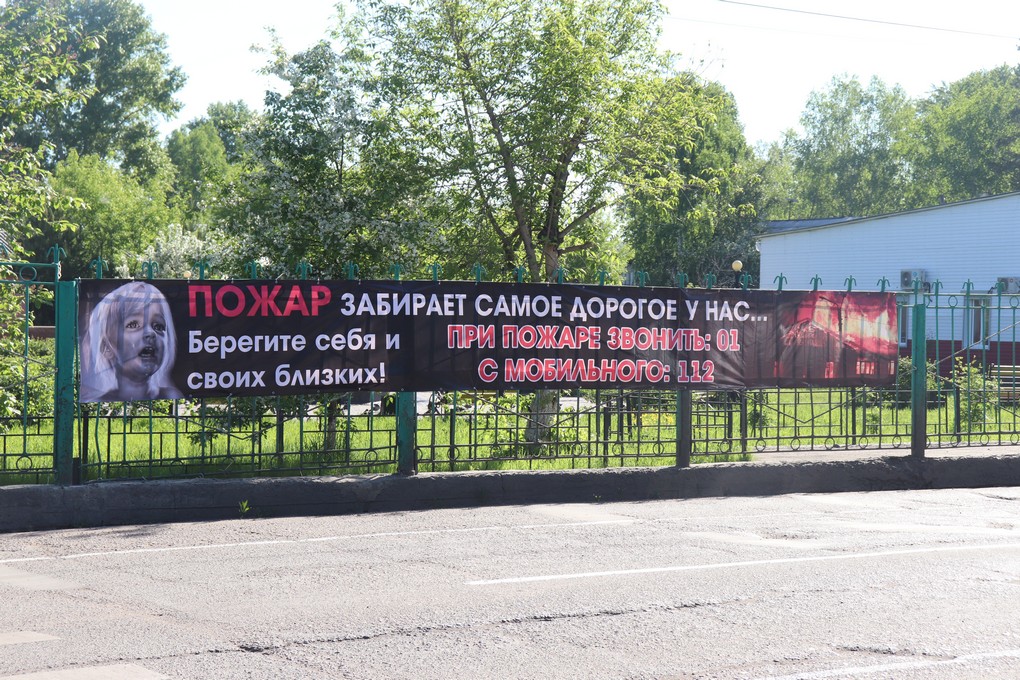 ПОЖАР ЗАБИРАЕТ САМОЕ ДОРОГОЕ У НАС...
Берегите себя и
своих близких!
ПРИ ПОЖАРЕ ЗВОНИТЬ: 01
С МОБИЛЬНОГО: 112